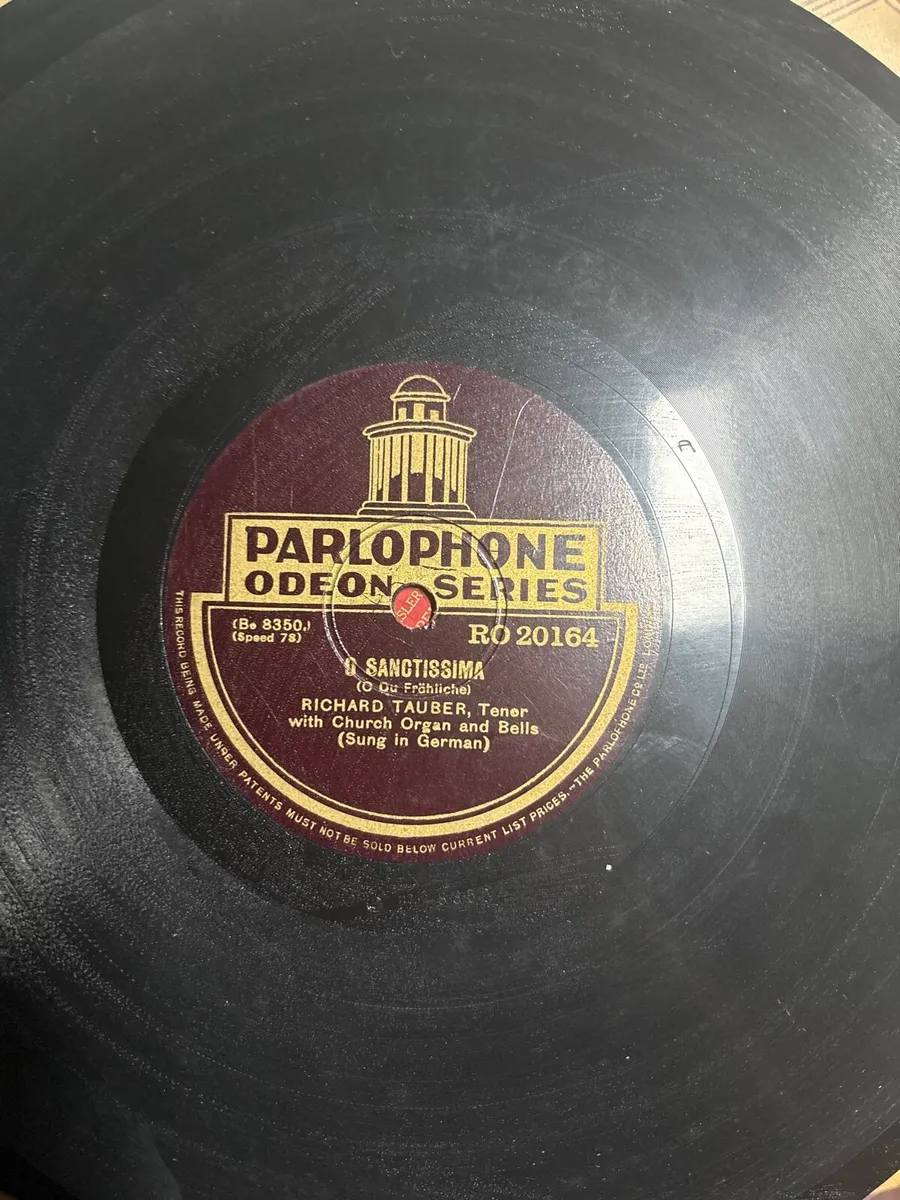 PARLOPHONE
ODEON SERIES
(Be 8350.)
(Speed 78)
RO 20164
O SANCTISSIMA
(O Du Fröhliche)
RICHARD TAUBER, Tenor
with Church Organ and Bells
(Sung in German)
THIS RECORD BEING MADE UNDER PATENTS MUST NOT BE SOLD BELOW CURRENT LIST PRICES.-THE PARLOPHONE CO LTD.
A